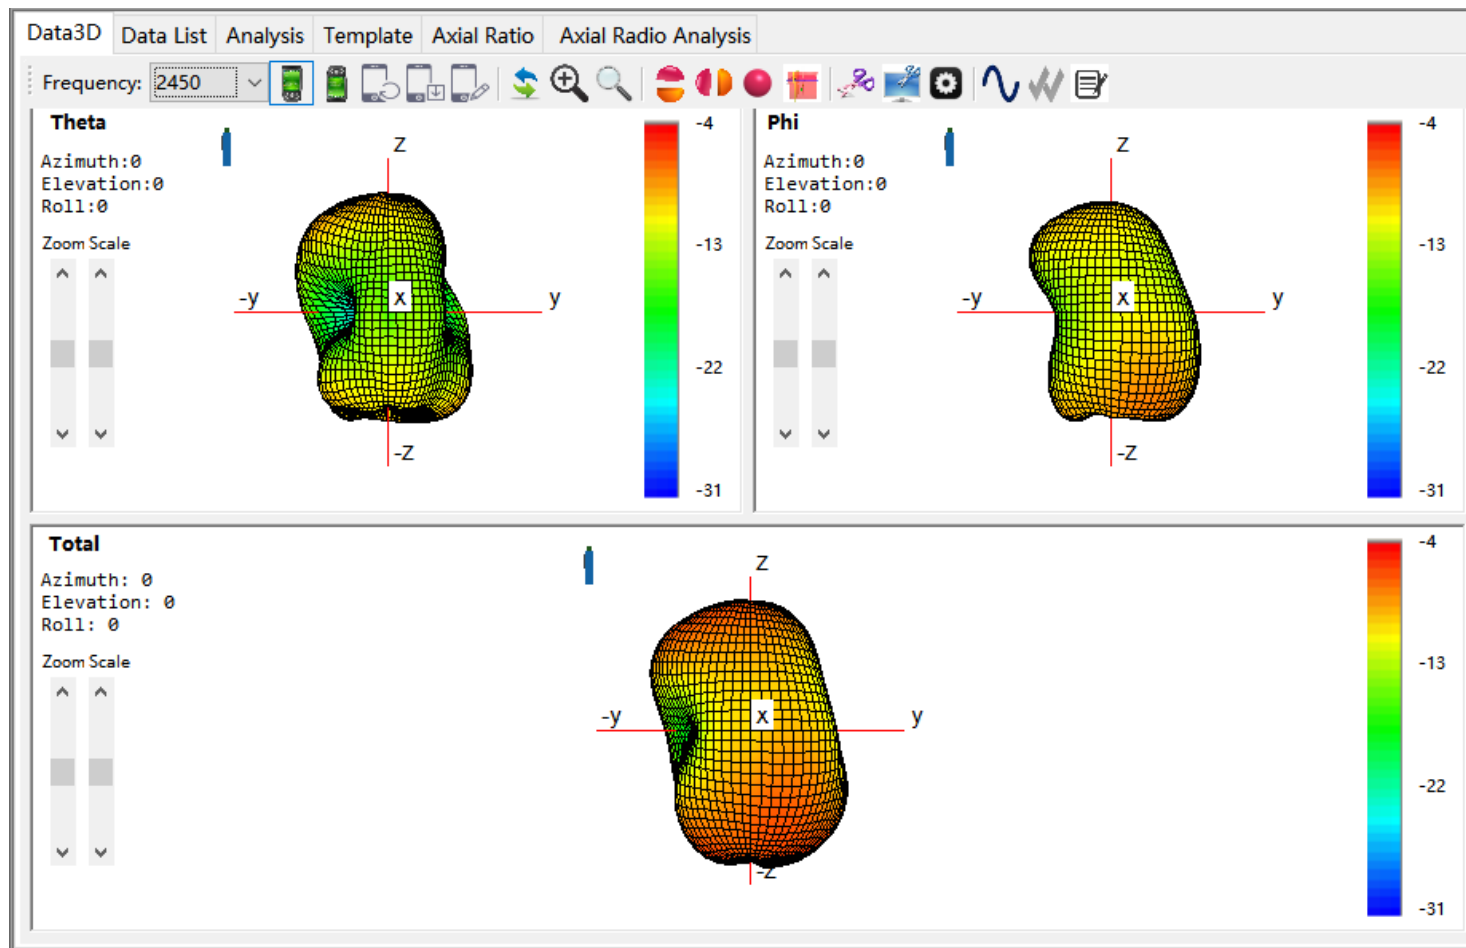 Data3D Data List Analysis Template Axial Ratio Axial Radio Analysis
Frequency: 2450
Theta
Azimuth:0
Elevation:0
Roll:0
Zoom Scale
Z
-y
x
y
-Z
-4
-13
-22
-31
Phi
Azimuth:0
Elevation:0
Roll:0
Zoom Scale
Z
-y
x
y
-Z
-4
-13
-22
-31
Total
Azimuth: 0
Elevation: 0
Roll: 0
Zoom Scale
Z
-y
x
y
-Z
-4
-13
-22
-31